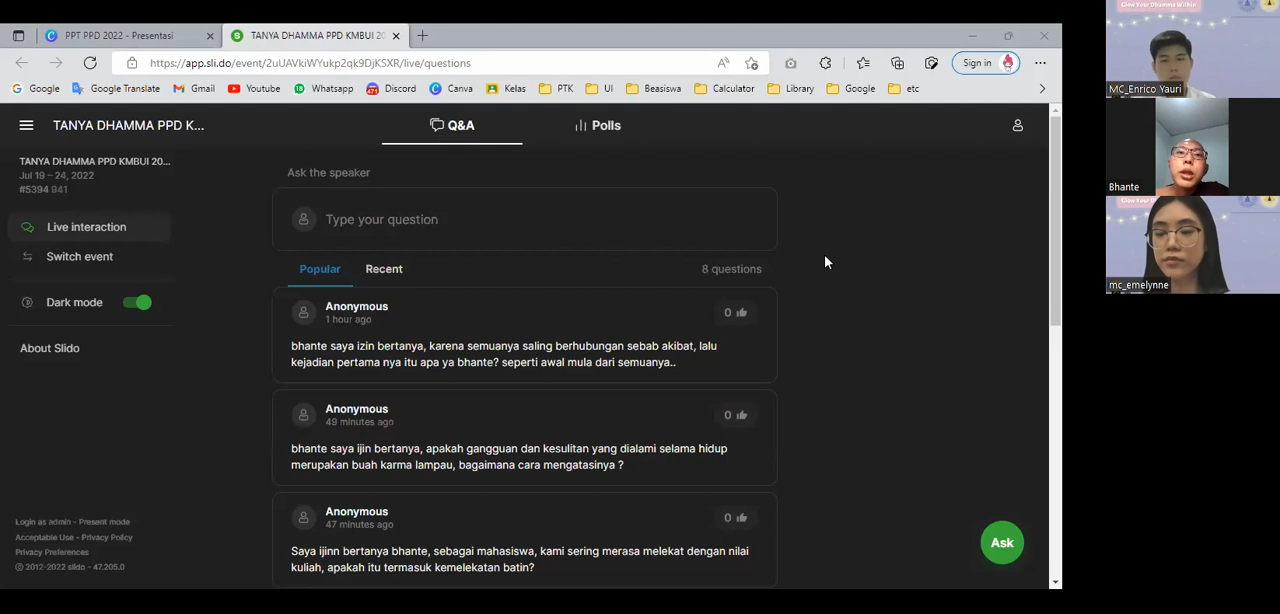 PPT PPD 2022 - Presentasi
TANYA DHAMMA PPD KMBUI 20
https://app.sli.do/event/2uUAVkiWYukp2qk9DjKSXR/live/questions
Sign in
Google
Google Translate
Gmail
Youtube
Whatsapp
Discord
Canva
Kelas
PTK
UI
Beasiswa
Calculator
Library
Google
etc
TANYA DHAMMA PPD K...
Q&A
Polls
TANYA DHAMMA PPD KMBUI 20...
Jul 19 – 24, 2022
#5394 941
Live interaction
Switch event
Dark mode
About Slido
Ask the speaker
Type your question
Popular
Recent
8 questions
Anonymous
1 hour ago
0
bhante saya izin bertanya, karena semuanya saling berhubungan sebab akibat, lalu
kejadian pertama nya itu apa ya bhante? seperti awal mula dari semuanya..
Anonymous
49 minutes ago
0
bhante saya ijin bertanya, apakah gangguan dan kesulitan yang dialami selama hidup
merupakan buah karma lampau, bagaimana cara mengatasinya ?
Anonymous
47 minutes ago
0
Saya ijinn bertanya bhante, sebagai mahasiswa, kami sering merasa melekat dengan nilai
kuliah, apakah itu termasuk kemelekatan batin?
Login as admin - Present mode
Acceptable Use - Privacy Policy
Privacy Preferences
© 2012-2022 slido - 47.205.0
Ask
Glow Your Dhamma Within
MC_Enrico Yauri
Bhante
mc_emelynne